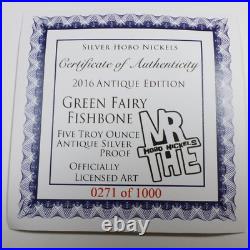 SILVER HOBO NICKELS
Certificate of Authenticity
2016 ANTIQUE EDITION
GREEN FAIRY
FISHBONE
FIVE TROY OUNCE
ANTIQUE SILVER
PROOF
OFFICIALLY
LICENSED ART
MR
HOBO NICKELS
THE
0271 of 1000